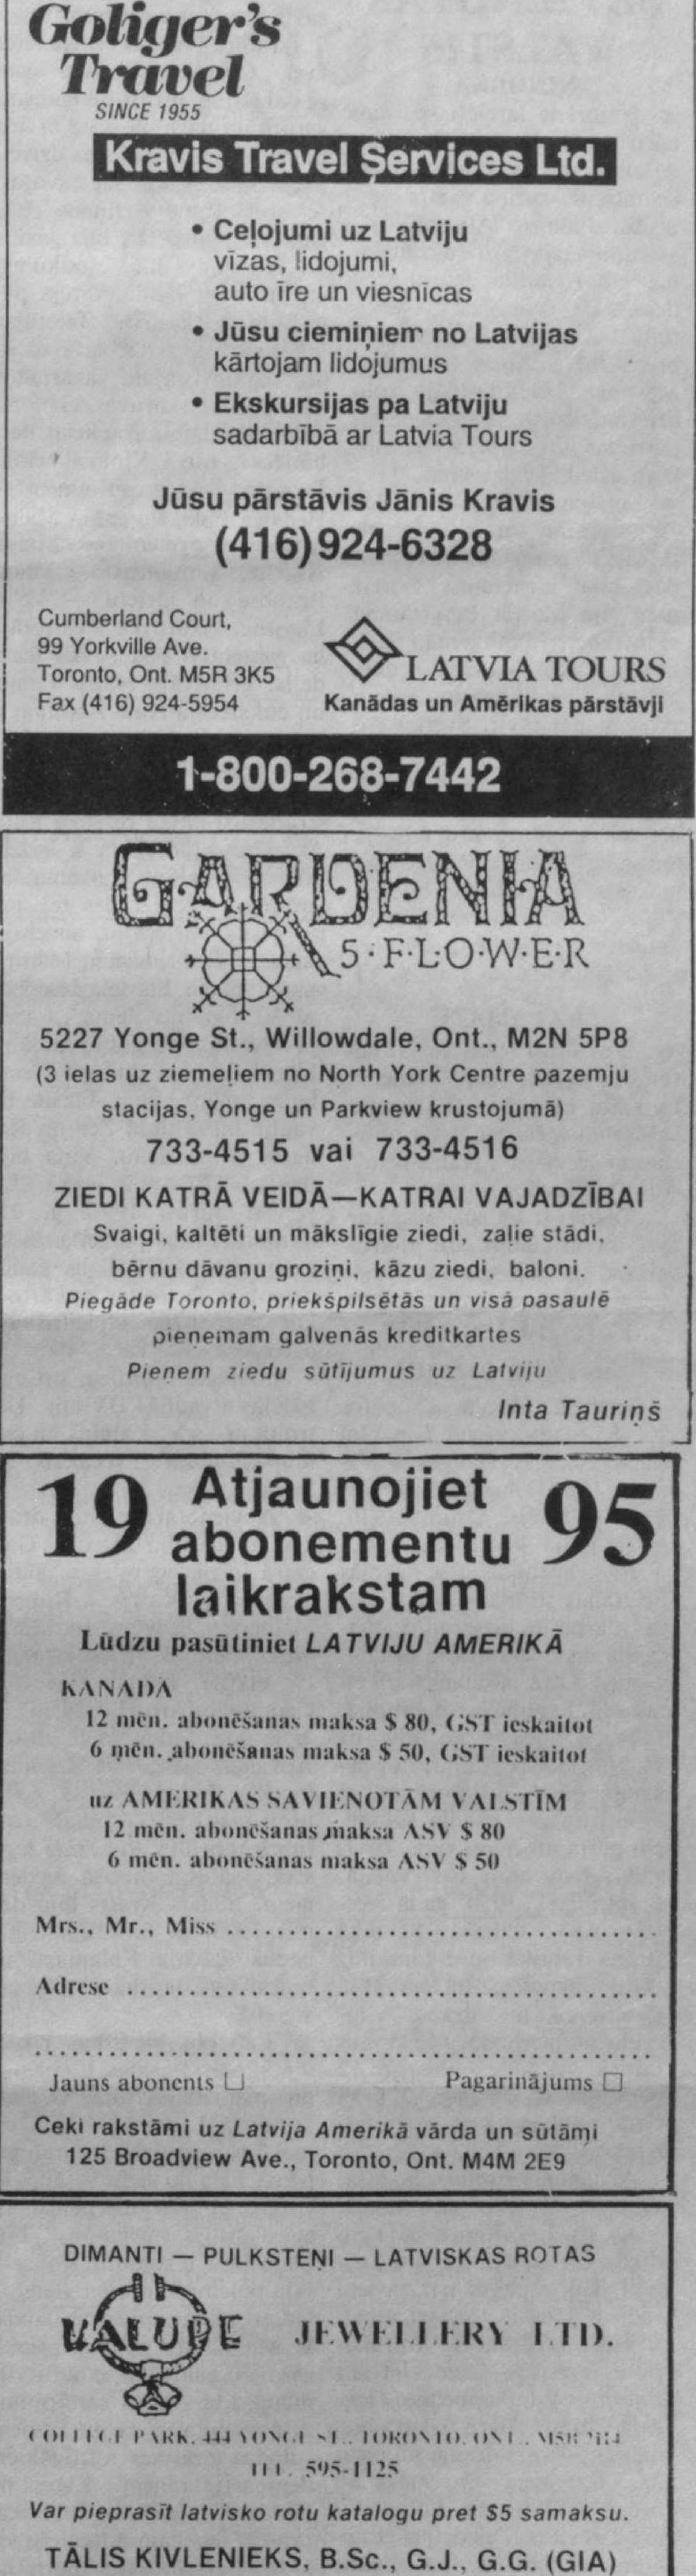 Goliger's
Travel
SINCE 1955
Kravis Travel Services Ltd.
• Ceļojumi uz Latviju
vīzas, lidojumi,
auto īre un viesnīcas
• Jūsu ciemiņiem no Latvijas
kārtojam lidojumus
• Ekskursijas pa Latviju
sadarbībā ar Latvia Tours
Jūsu pārstāvis Jānis Kravis
(416) 924-6328
Cumberland Court,
99 Yorkville Ave.
Toronto, Ont. M5R 3K5
Fax (416) 924-5954
LATVIA TOURS
Kanādas un Amērikas pārstāvji
1-800-268-7442
GARDENIA
5·F·L·O·W·E·R
5227 Yonge St., Willowdale, Ont., M2N 5P8
(3 ielas uz ziemeļiem no North York Centre pazemju
stacijas, Yonge un Parkview krustojumā)
733-4515 vai 733-4516
ZIEDI KATRĀ VEIDĀ—KATRAI VAJADZĪBAI
Svaigi, kaltēti un mākslīgie ziedi, zaļie stādi,
bērnu dāvanu groziņi, kāzu ziedi, baloni.
Piegāde Toronto, priekšpilsētās un visā pasaulē
pieņemam galvenās kreditkartes
Pieņem ziedu sūtījumus uz Latviju
Inta Tauriņš
19 Atjaunojiet 95
abonementu
laikrakstam
Lūdzu pasūtiniet LATVIJU AMERIKĀ
KANADA
12 mēn. abonēšanas maksa $ 80, GST ieskaitot
6 mēn. abonēšanas maksa $ 50, GST ieskaitot
uz AMERIKAS SAVIENOTĀM VALSTĪM
12 mēn. abonēšanas maksa ASV $ 80
6 mēn. abonēšanas maksa ASV $ 50
Mrs., Mr., Miss
Adrese
Jauns abonents ☐ Pagarinājums ☐
Čeki rakstāmi uz Latvija Amerikā vārda un sūtāmi
125 Broadview Ave., Toronto, Ont. M4M 2E9
DIMANTI — PULKSTEŅI — LATVISKAS ROTAS
VALUDE JEWELLERY LTD.
COLLEGE PARK, 444 YONGE ST., TORONTO, ONT.,
TEL. 595-1125
Var pieprasīt latvisko rotu katalogu pret $5 samaksu.
TĀLIS KIVLENIEKS, B.Sc., G.J., G.G. (GIA)